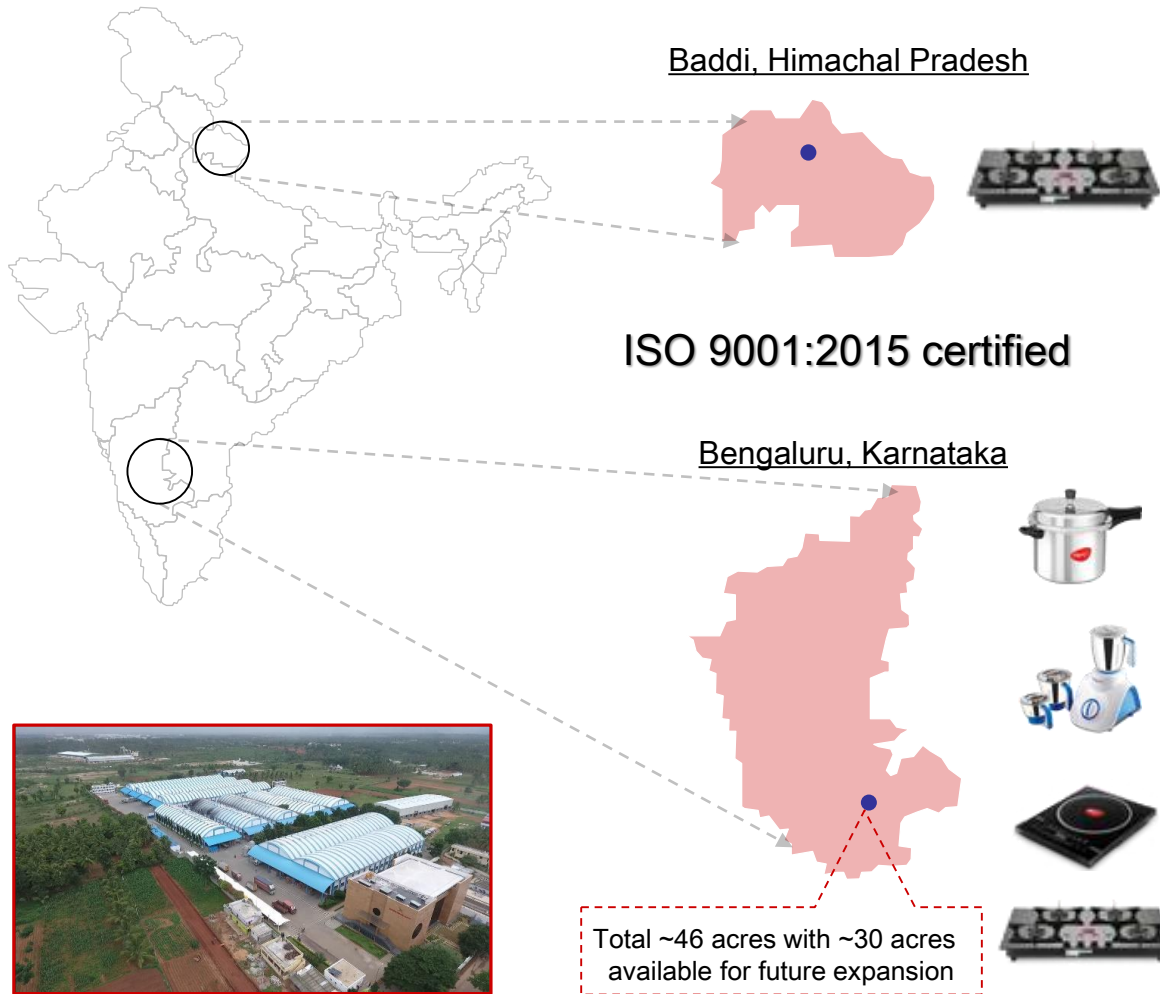 Baddi, Himachal Pradesh
ISO 9001:2015 certified
Bengaluru, Karnataka
Total ~46 acres with ~30 acres
available for future expansion